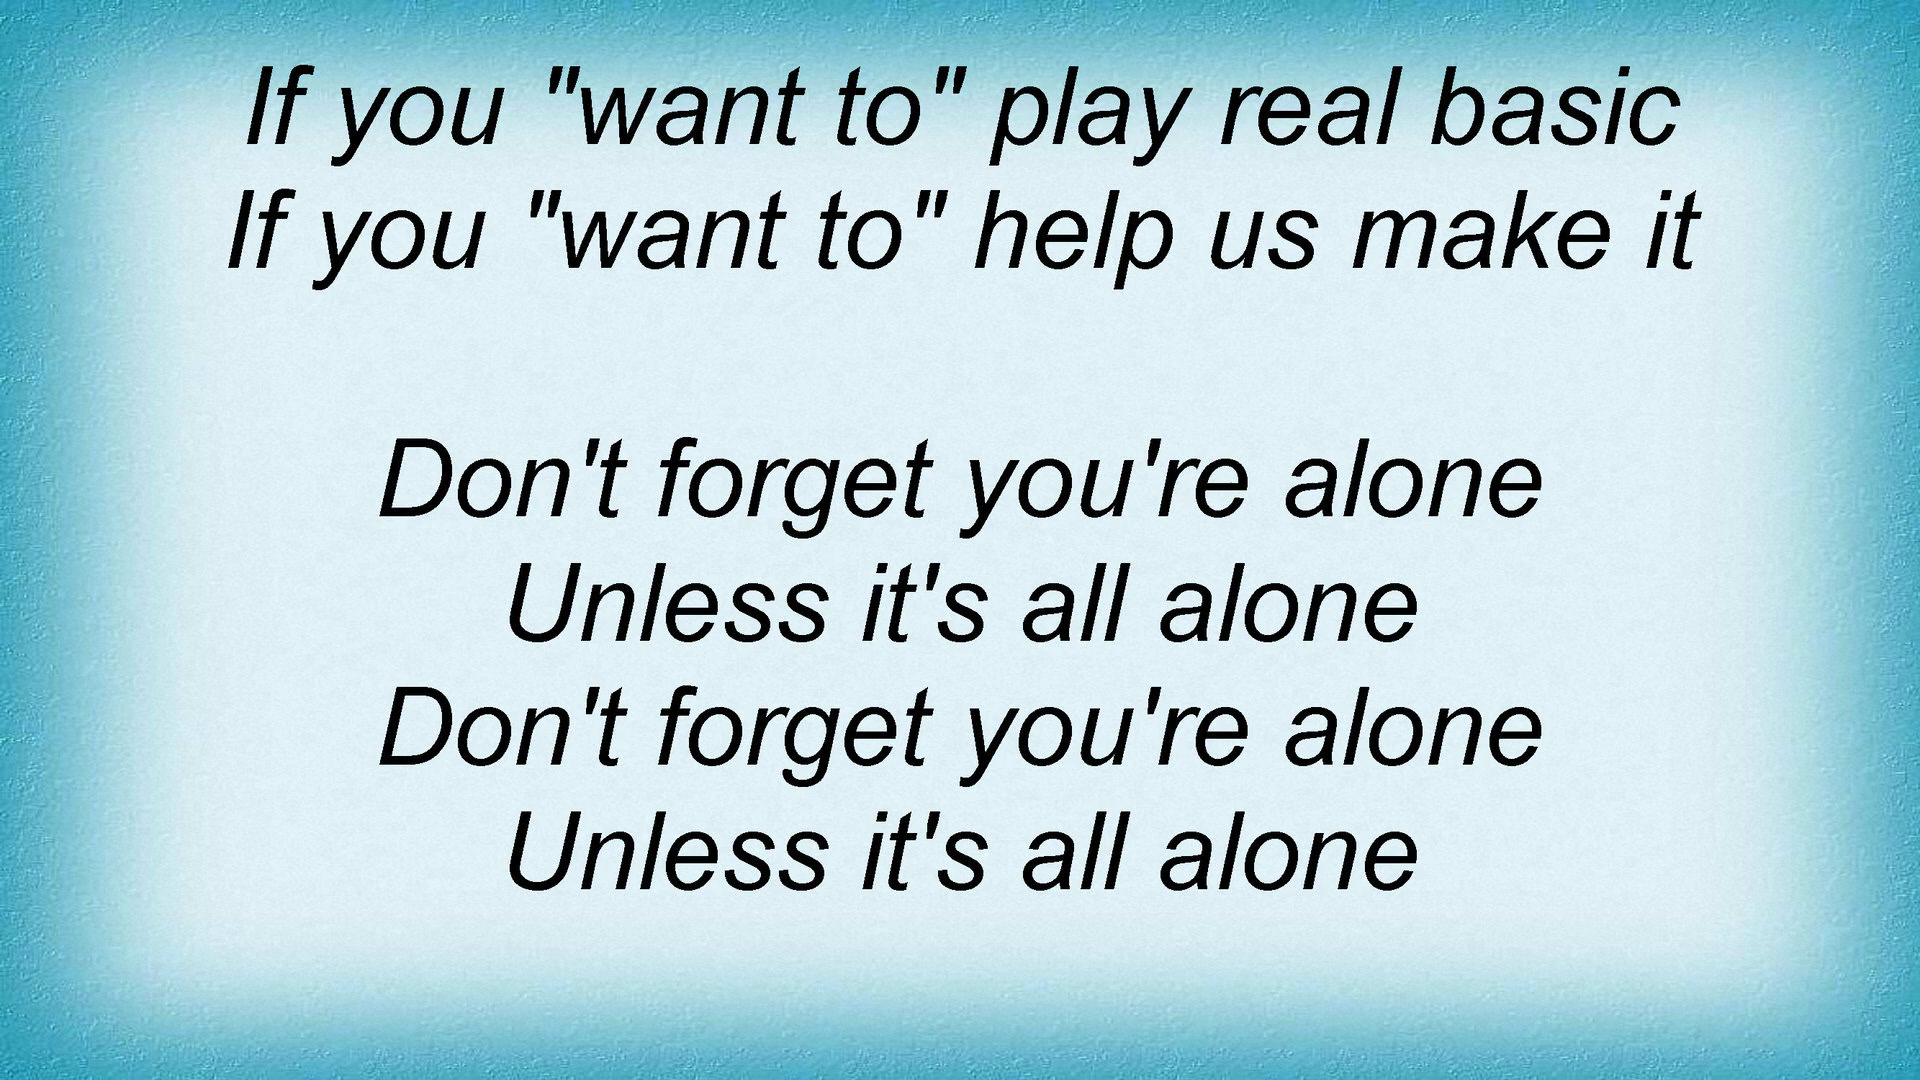 If you "want to" play real basic
If you "want to" help us make it
Don't forget you're alone
Unless it's all alone
Don't forget you're alone
Unless it's all alone